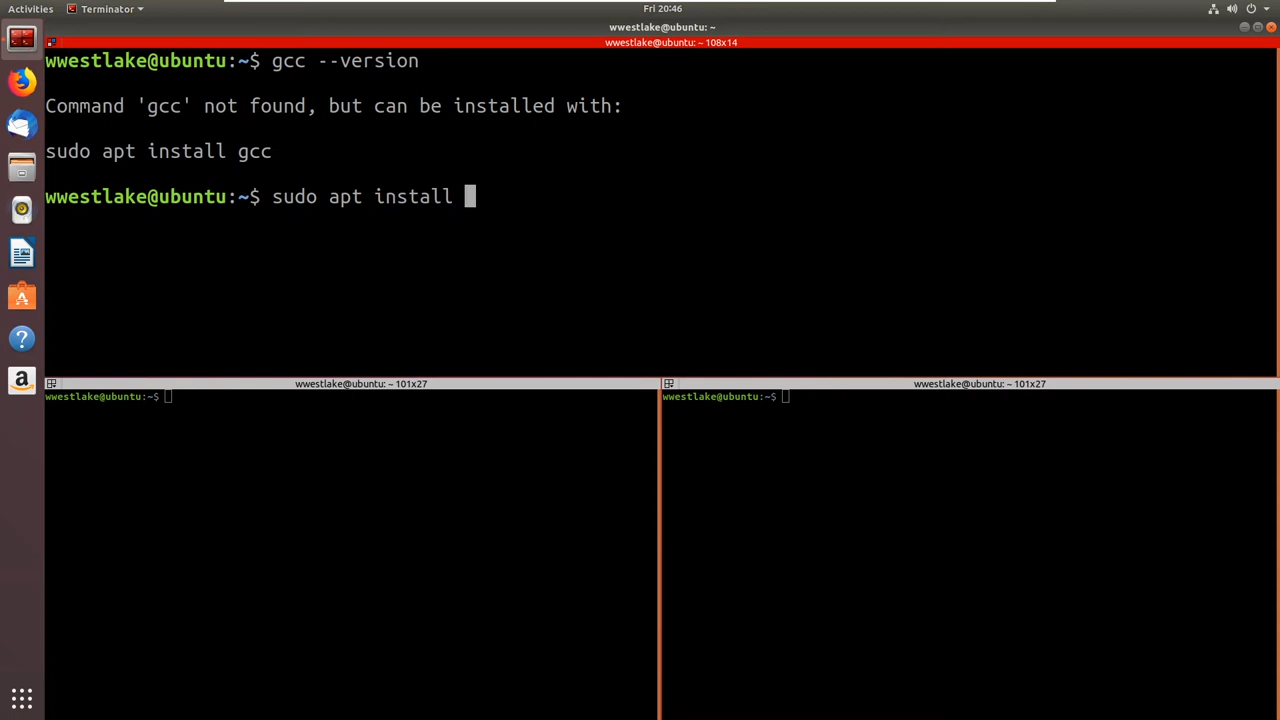 Activities
Terminator
Fri 20:46
wwestlake@ubuntu: ~
wwestlake@ubuntu: ~ 108x14
wwestlake@ubuntu:~$ gcc --version
Command 'gcc' not found, but can be installed with:
sudo apt install gcc
wwestlake@ubuntu:~$ sudo apt install
wwestlake@ubuntu: ~ 101x27
wwestlake@ubuntu:~$
wwestlake@ubuntu: ~ 101x27
wwestlake@ubuntu:~$